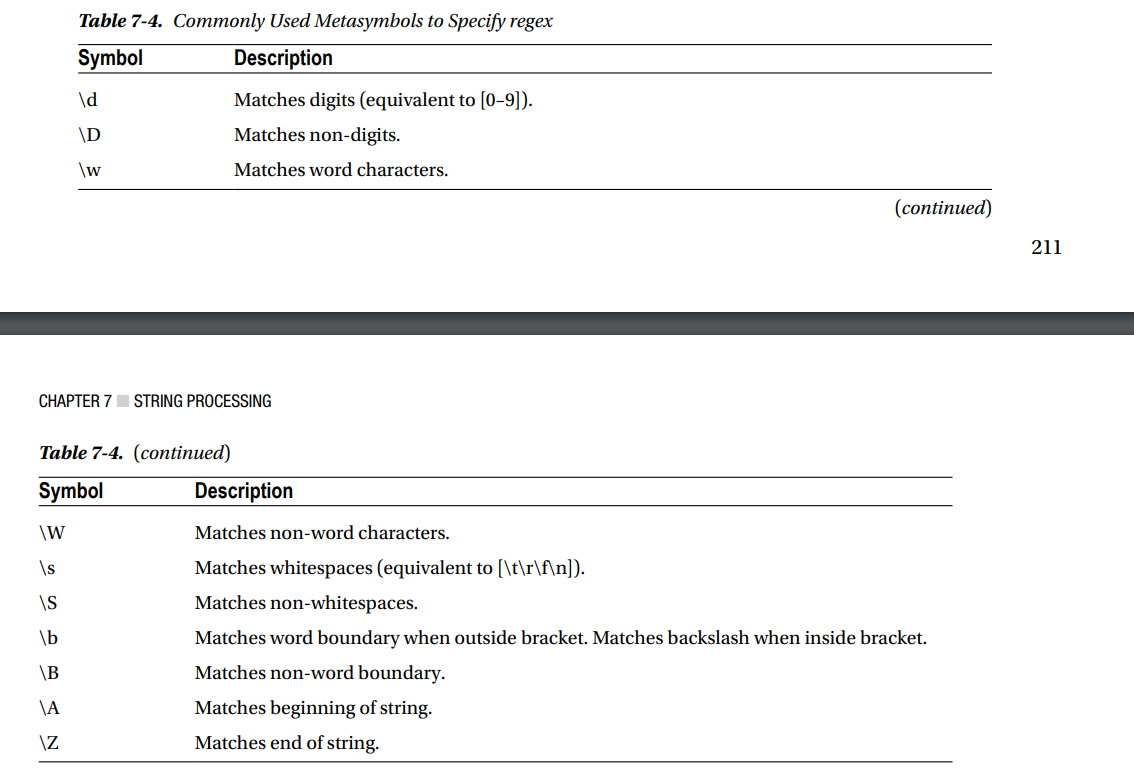 Table 7-4. Commonly Used Metasymbols to Specify regex
Symbol Description
\d Matches digits (equivalent to [0–9]).
\D Matches non-digits.
\w Matches word characters.
(continued)
211
CHAPTER 7 ■ STRING PROCESSING
Table 7-4. (continued)
Symbol Description
\W Matches non-word characters.
\s Matches whitespaces (equivalent to [\t\r\f\n]).
\S Matches non-whitespaces.
\b Matches word boundary when outside bracket. Matches backslash when inside bracket.
\B Matches non-word boundary.
\A Matches beginning of string.
\Z Matches end of string.